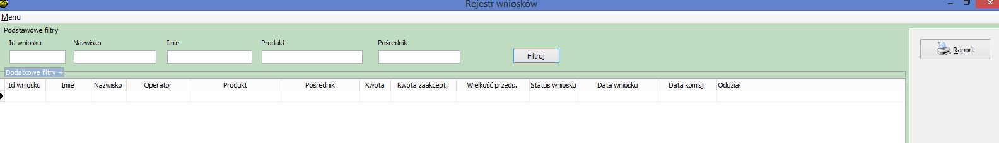 Rejestr wniosków
Menu
Podstawowe filtry
Id wniosku Nazwisko Imie Produkt Pośrednik
Filtruj
Raport
Dodatkowe filtry +
Id wniosku Imie Nazwisko Operator Produkt Pośrednik Kwota Kwota zaakcept. Wielkość przeds. Status wniosku Data wniosku Data komisji Oddział